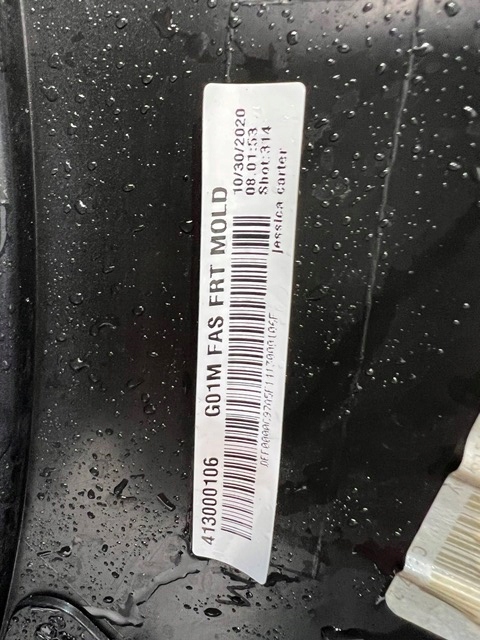 413000106 G01M FAS FRT MOLD
10/30/2020
08:01:53
Shot:314
Jessica carter